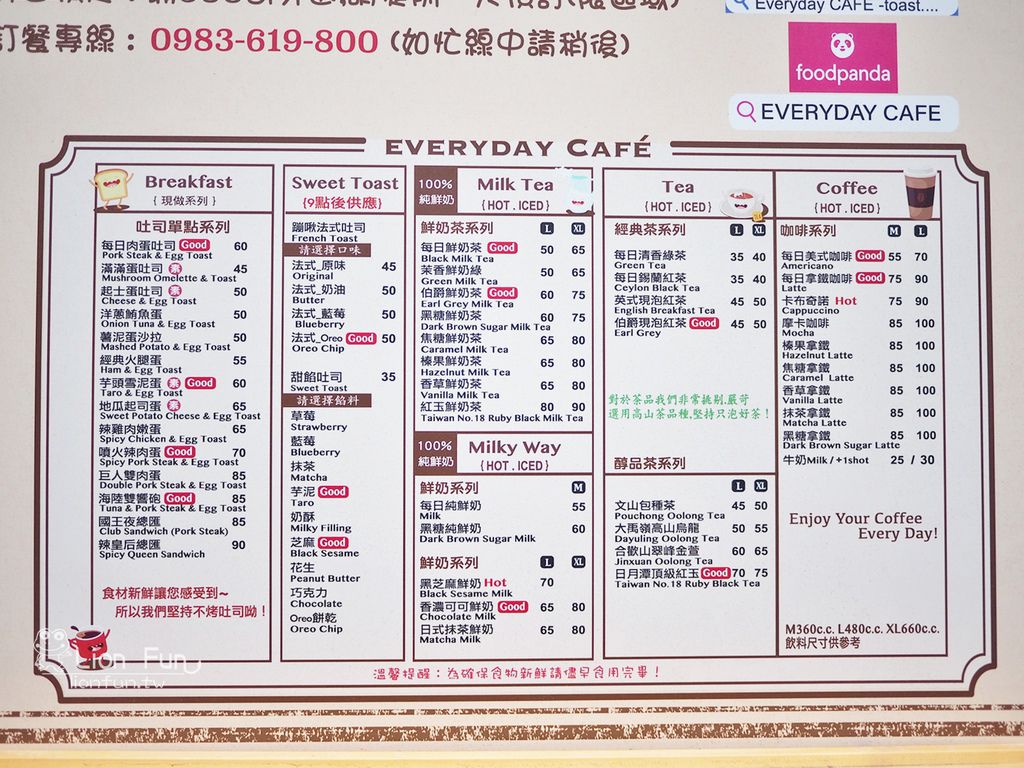 Everyday CAFE -toast....
訂餐專線：0983-619-800 (如忙線中請稍後)
foodpanda
EVERYDAY CAFE
EVERYDAY CAFÉ
Breakfast
{ 現做系列 }
吐司單點系列
每日肉蛋吐司 Good 60
Pork Steak & Egg Toast
滿滿蛋吐司 素 45
Mushroom Omelette & Toast
起士蛋吐司 素 50
Cheese & Egg Toast
洋蔥鮪魚蛋 50
Onion Tuna & Egg Toast
薯泥蛋沙拉 50
Mashed Potato & Egg Toast
經典火腿蛋 55
Ham & Egg Toast
芋頭雪泥蛋 素 Good 60
Taro & Egg Toast
地瓜起司蛋 素 65
Sweet Potato Cheese & Egg Toast
辣雞肉嫩蛋 65
Spicy Chicken & Egg Toast
噴火辣肉蛋 Good 70
Spicy Pork Steak & Egg Toast
巨人雙肉蛋 85
Double Pork Steak & Egg Toast
海陸雙響砲 Good 85
Tuna & Pork Steak & Egg Toast
國王夜總匯 85
Club Sandwich (Pork Steak)
辣皇后總匯 90
Spicy Queen Sandwich
食材新鮮讓您感受到~
所以我們堅持不烤吐司呦！
Sweet Toast
{9點後供應}
蹦啾法式吐司
French Toast
請選擇口味
法式_原味 45
Original
法式_奶油 50
Butter
法式_藍莓 50
Blueberry
法式_Oreo Good 50
Oreo Chip
甜餡吐司 35
Sweet Toast
請選擇餡料
草莓
Strawberry
藍莓
Blueberry
抹茶
Matcha
芋泥 Good
Taro
奶酥
Milky Filling
芝麻 Good
Black Sesame
花生
Peanut Butter
巧克力
Chocolate
Oreo餅乾
Oreo Chip
100%
純鮮奶
Milk Tea
{HOT . ICED}
鮮奶茶系列 L XL
每日鮮奶茶 Good 50 65
Black Milk Tea
茉香鮮奶綠 50 65
Green Milk Tea
伯爵鮮奶茶 Good 60 75
Earl Grey Milk Tea
黑糖鮮奶茶 60 75
Dark Brown Sugar Milk Tea
焦糖鮮奶茶 65 80
Caramel Milk Tea
榛果鮮奶茶 65 80
Hazelnut Milk Tea
香草鮮奶茶 65 80
Vanilla Milk Tea
紅玉鮮奶茶 80 90
Taiwan No.18 Ruby Black Milk Tea
100%
純鮮奶
Milky Way
{HOT . ICED}
鮮奶系列 M
每日純鮮奶 55
Milk
黑糖純鮮奶 60
Dark Brown Sugar Milk
鮮奶系列 L XL
黑芝麻鮮奶 Hot 70
Black Sesame Milk
香濃可可鮮奶 Good 65 80
Chocolate Milk
日式抹茶鮮奶 65 80
Matcha Milk
Tea
{HOT . ICED}
經典茶系列 L XL
每日清香綠茶 35 40
Green Tea
每日錫蘭紅茶 35 40
Ceylon Black Tea
英式現泡紅茶 45 50
English Breakfast Tea
伯爵現泡紅茶 Good 45 50
Earl Grey
對於茶品我們非常挑剔,嚴苛
選用高山茶品種,堅持只泡好茶！
醇品茶系列
L XL
文山包種茶 45 50
Pouchong Oolong Tea
大禹嶺高山烏龍 50 55
Dayuling Oolong Tea
合歡山翠峰金萱 60 65
Jinxuan Oolong Tea
日月潭頂級紅玉 Good 70 75
Taiwan No.18 Ruby Black Tea
Coffee
{HOT . ICED}
咖啡系列 M L
每日美式咖啡 Good 55 70
Americano
每日拿鐵咖啡 Good 75 90
Latton
卡布奇諾 Hot 75 90
Cappuccino
摩卡咖啡 85 100
Mocha
榛果拿鐵 85 100
Hazelnut Latte
焦糖拿鐵 85 100
Caramel Latte
香草拿鐵 85 100
Vanilla Latte
抹茶拿鐵 85 100
Matcha Latte
黑糖拿鐵 85 100
Dark Brown Sugar Latte
牛奶Milk / +1shot 25 / 30
Enjoy Your Coffee
Every Day!
M360c.c. L480c.c. XL660c.c.
飲料尺寸供參考
溫馨提醒：為確保食物新鮮請儘早食用完畢！
Lion Fun
lionfun.tw